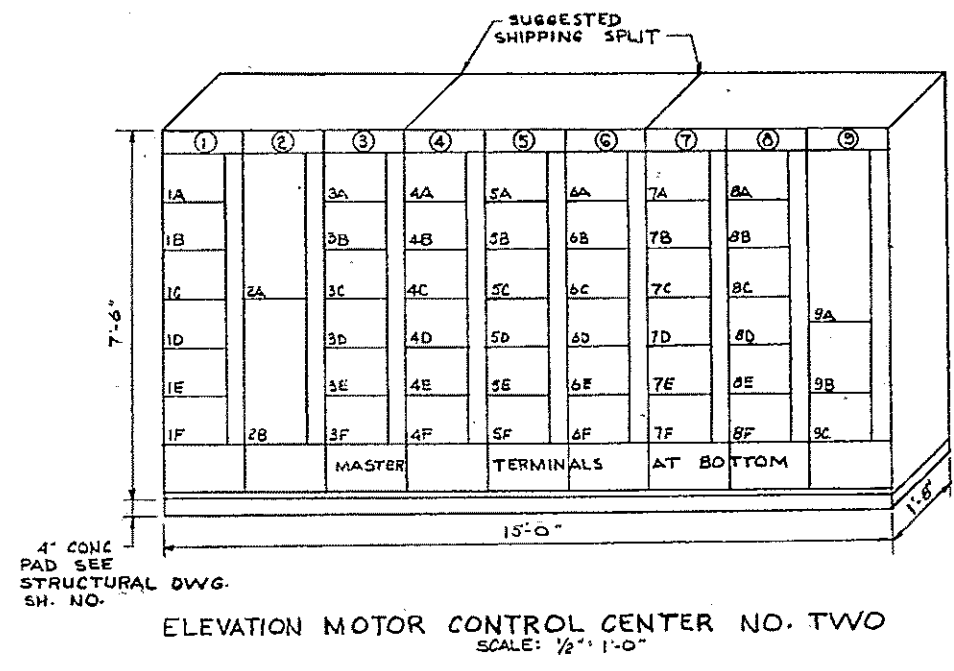 SUGGESTED
SHIPPING SPLIT
1 2 3 4 5 6 7 8 9
1A 3A 4A 5A 6A 7A 8A
1B 3B 4B 5B 6B 7B 8B
1C 2A 3C 4C 5C 6C 7C 8C
9A
1D 3D 4D 5D 6D 7D 8D
1E 3E 4E 5E 6E 7E 8E 9B
1F 2B 3F 4F 5F 6F 7F 8F 9C
MASTER TERMINALS AT BOTTOM
7'-6"
15'-0"
1'-8"
4" CONC
PAD SEE
STRUCTURAL DWG.
SH. NO.
ELEVATION MOTOR CONTROL CENTER NO. TWO
SCALE: 1/2": 1'-0"